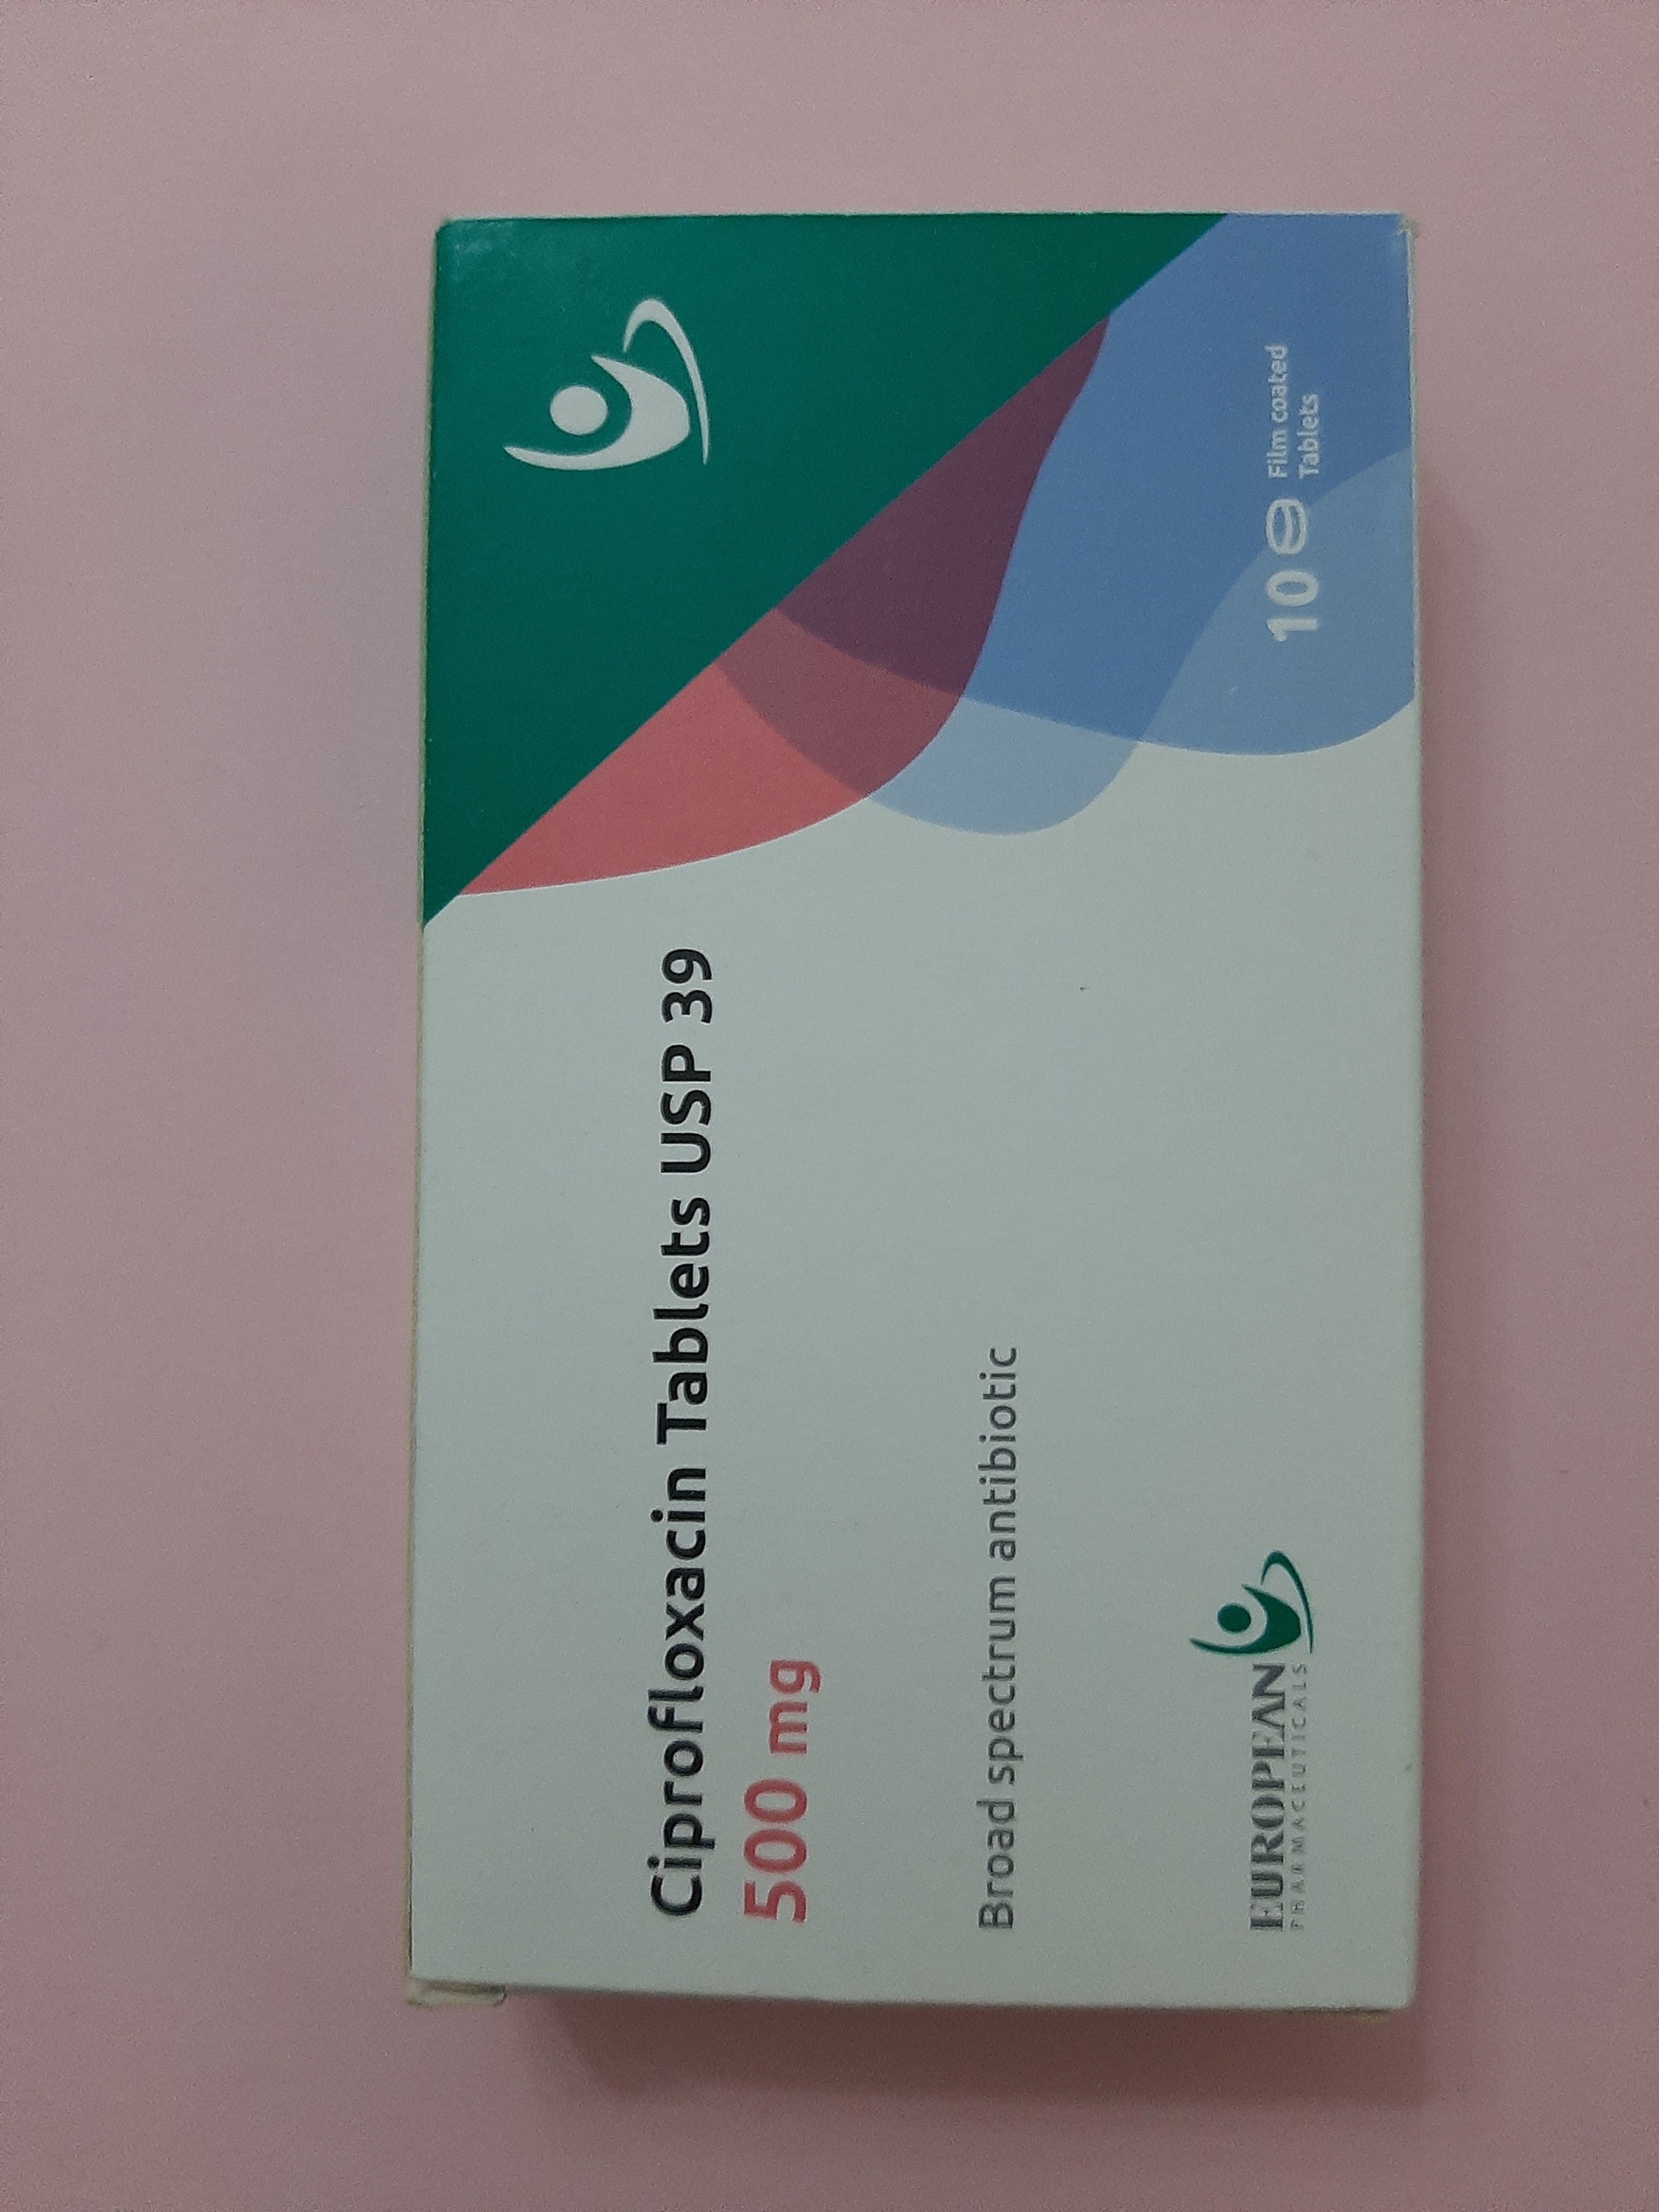 Ciprofloxacin Tablets USP 39
500 mg
Broad spectrum antibiotic
EUROPEAN
PHARMACEUTICALS
10 Film coated
Tablets